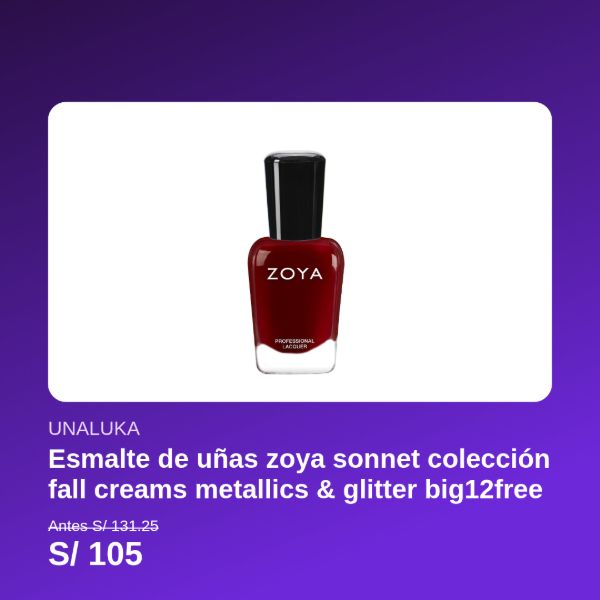 ZOYA
PROFESSIONAL
LACQUER
UNALUKA
Esmalte de uñas zoya sonnet colección
fall creams metallics & glitter big12free
Antes S/ 131.25
S/ 105